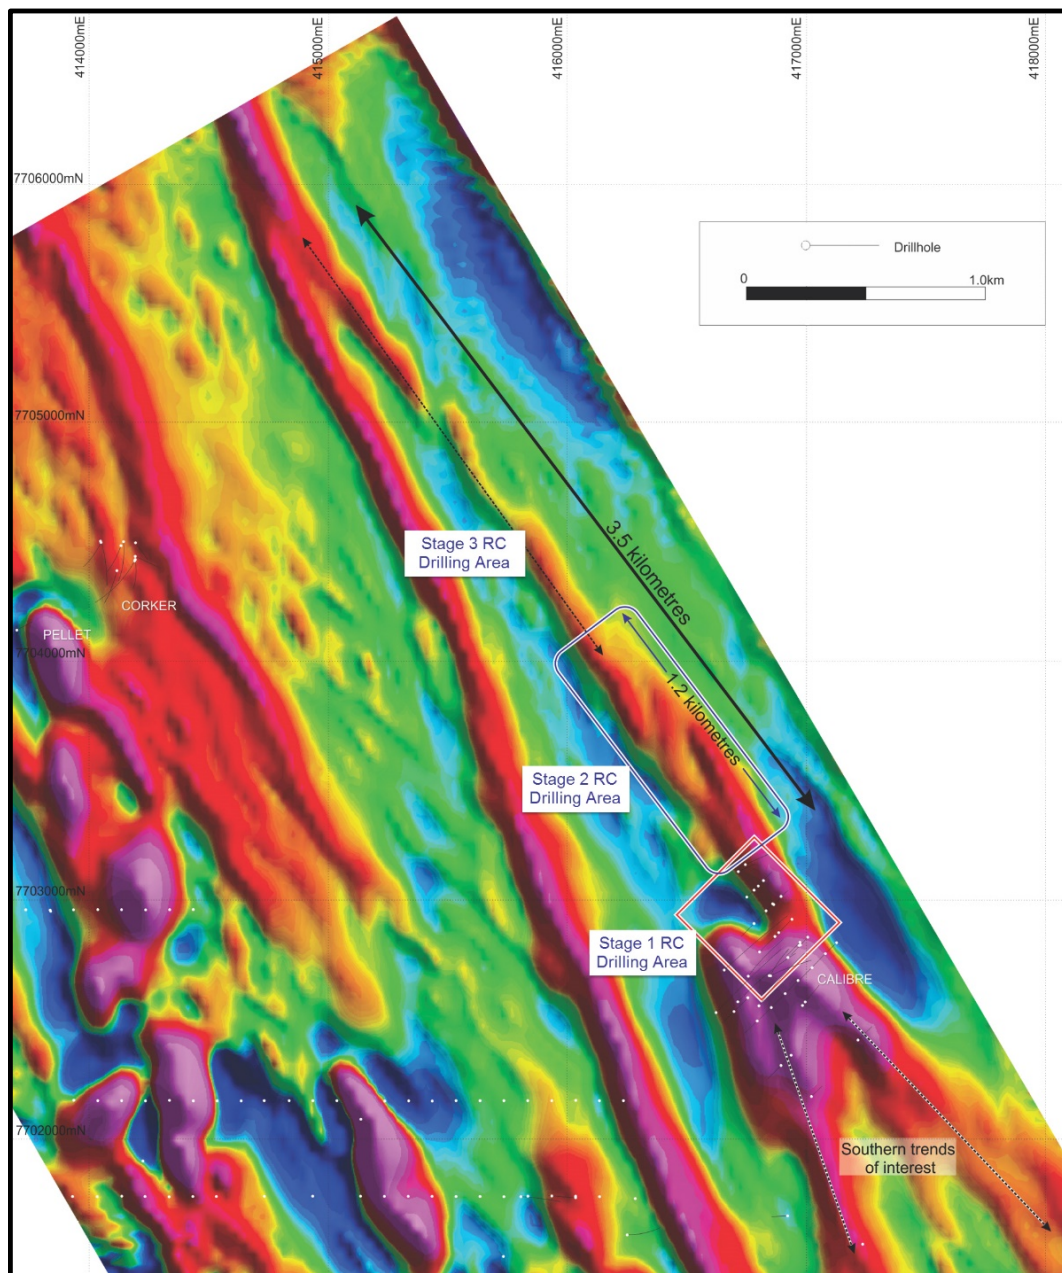 414000mE
415000mE
416000mE
417000mE
418000mE
7706000mN
Drillhole
0
1.0km
7705000mN
3.5 kilometres
Stage 3 RC
Drilling Area
CORKER
PELLET
7704000mN
1.2 kilometres
Stage 2 RC
Drilling Area
7703000mN
Stage 1 RC
Drilling Area
CALIBRE
7702000mN
Southern trends
of interest